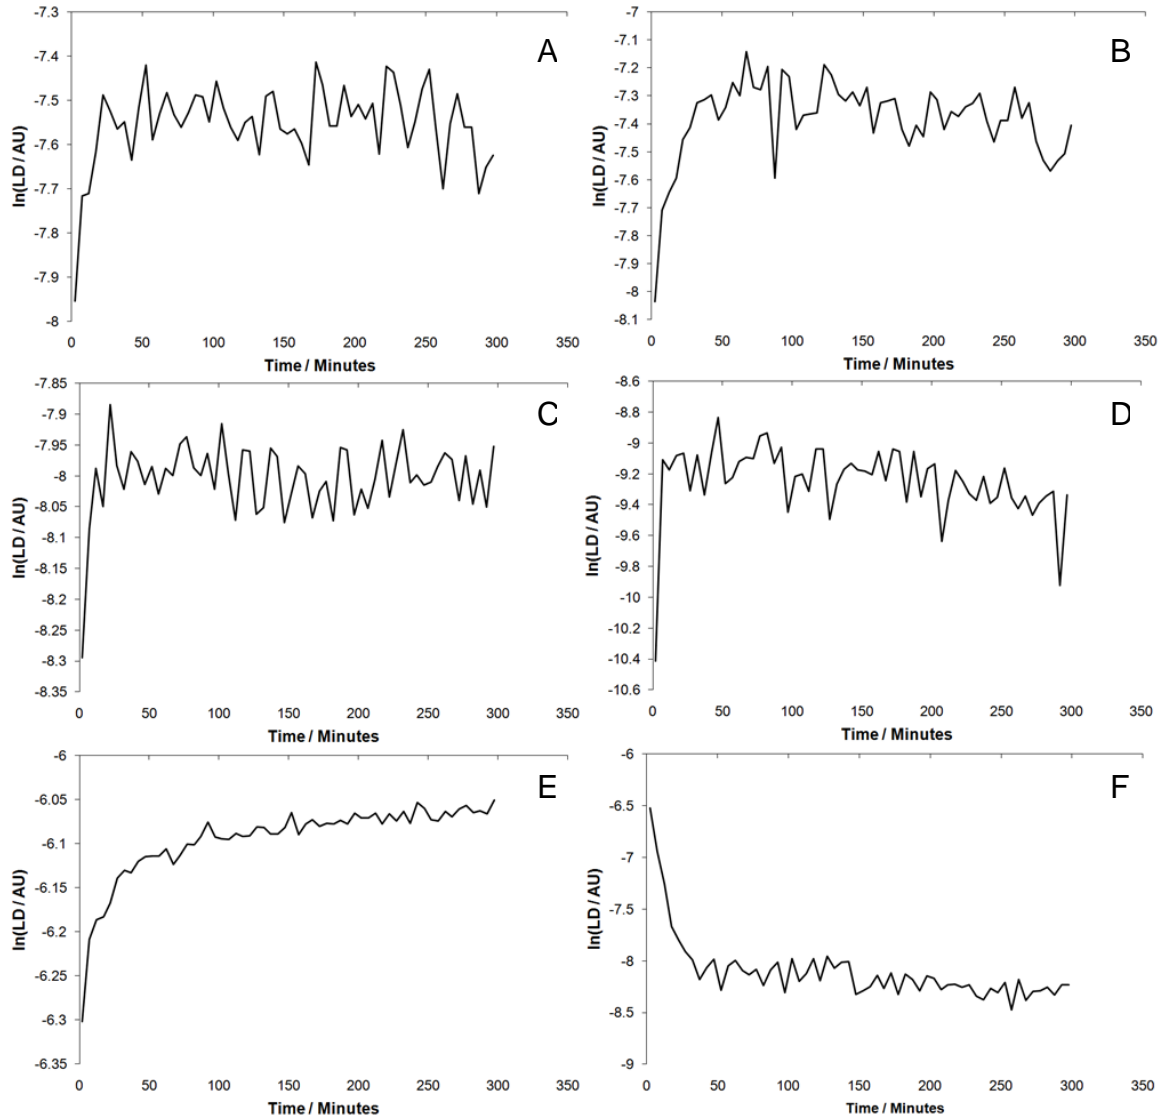 A
ln(LD / AU)
-7.3
-7.4
-7.5
-7.6
-7.7
-7.8
-7.9
-8
0 50 100 150 200 250 300 350
Time / Minutes
B
ln(LD / AU)
-7
-7.1
-7.2
-7.3
-7.4
-7.5
-7.6
-7.7
-7.8
-7.9
-8
-8.1
0 50 100 150 200 250 300 350
Time / Minutes
C
ln(LD / AU)
-7.85
-7.9
-7.95
-8
-8.05
-8.1
-8.15
-8.2
-8.25
-8.3
-8.35
0 50 100 150 200 250 300 350
Time / Minutes
D
ln(LD / AU)
-8.6
-8.8
-9
-9.2
-9.4
-9.6
-9.8
-10
-10.2
-10.4
-10.6
0 50 100 150 200 250 300 350
Time / Minutes
E
ln(LD / AU)
-6
-6.05
-6.1
-6.15
-6.2
-6.25
-6.3
-6.35
0 50 100 150 200 250 300 350
Time / Minutes
F
ln(LD / AU)
-6
-6.5
-7
-7.5
-8
-8.5
-9
0 50 100 150 200 250 300 350
Time / Minutes